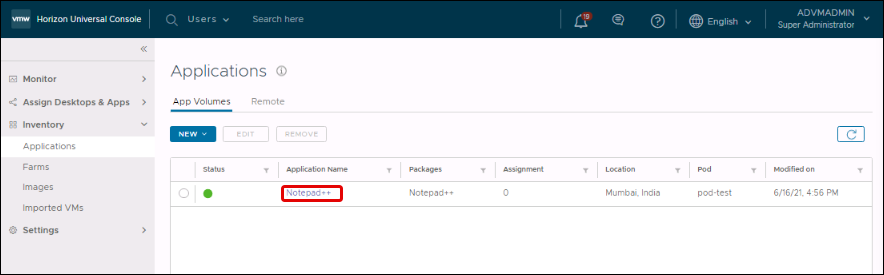 vmw Horizon Universal Console Users Search here 18 English ADVMADMIN
Super Administrator
«
Monitor
Assign Desktops & Apps
Inventory
Applications
Farms
Images
Imported VMs
Settings
Applications
App Volumes Remote
NEW EDIT REMOVE
Status Application Name Packages Assignment Location Pod Modified on
Notepad++ Notepad++ 0 Mumbai, India pod-test 6/16/21, 4:56 PM